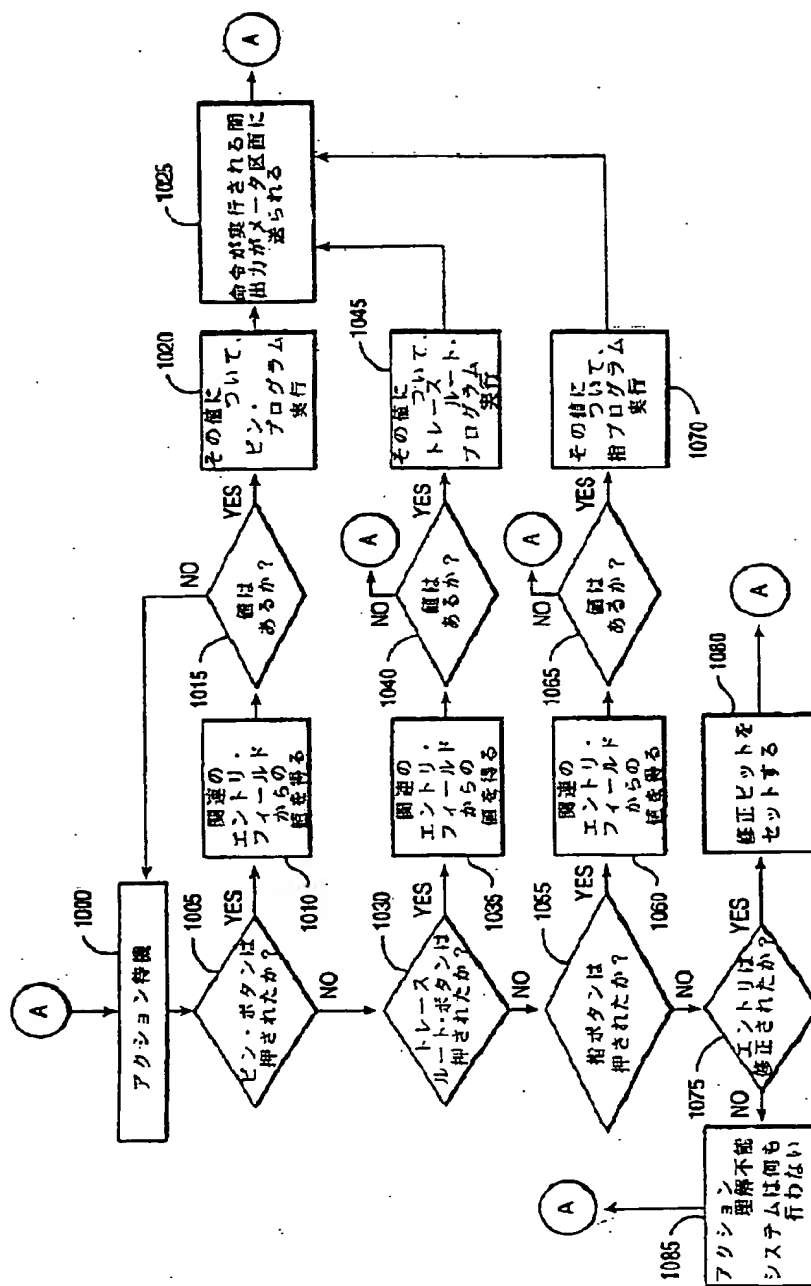 A
1000
アクション待機
1005
ピン・ボタンは
押されたか?
YES
NO
1010
関連の
エントリ・
フィールド
からの
値を得る
1015
値は
あるか?
NO
YES
1020
その値に
ついて、
ピン・
プログラム
実行
1025
命令が実行される間
出力がメータ区画に
送られる
A
1030
トレース
ルート・ボタンは
押されたか?
YES
NO
1035
関連の
エントリ・
フィールド
からの
値を得る
1040
値は
あるか?
NO
A
YES
1045
その値に
ついて、
トレース
ルート・
プログラム
実行
1055
指ボタンは
押されたか?
YES
NO
1060
関連の
エントリ・
フィールド
からの
値を得る
1065
値は
あるか?
NO
A
YES
1070
その値に
ついて、
指プログラム
実行
1075
エントリは
修正されたか?
YES
NO
1080
修正ビットを
セットする
A
1085
アクション
理解不能
システムは何も
行わない
A